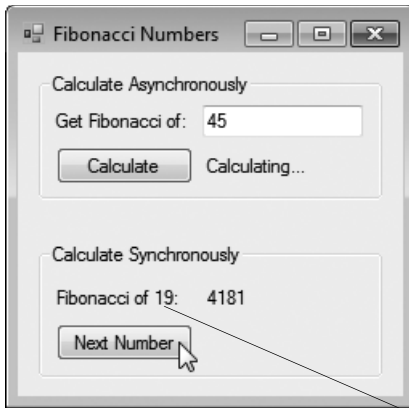 Fibonacci Numbers
Calculate Asynchronously
Get Fibonacci of: 45
Calculate Calculating...
Calculate Synchronously
Fibonacci of 19: 4181
Next Number